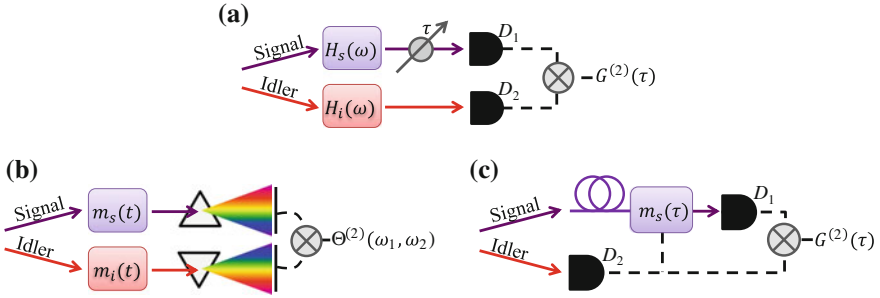 (a)
Signal
H_s(ω)
τ
D_1
Idler
H_i(ω)
D_2
G^{(2)}(τ)
(b)
Signal
m_s(t)
Idler
m_i(t)
Θ^{(2)}(ω_1, ω_2)
(c)
Signal
m_s(τ)
D_1
Idler
D_2
G^{(2)}(τ)